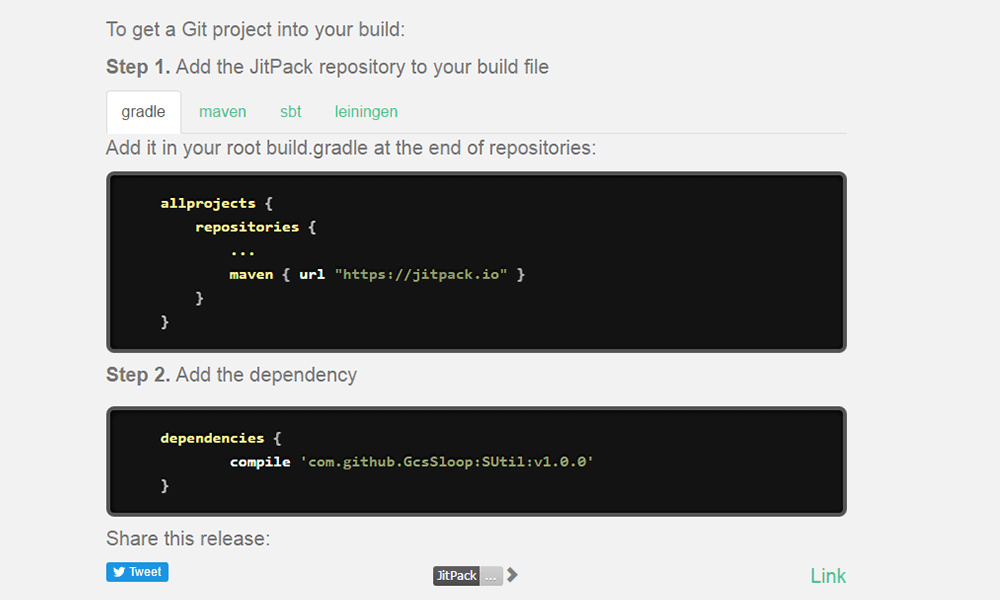 To get a Git project into your build:
Step 1. Add the JitPack repository to your build file
gradle maven sbt leiningen
Add it in your root build.gradle at the end of repositories:
allprojects {
repositories {
...
maven { url "https://jitpack.io" }
}
}
Step 2. Add the dependency
dependencies {
compile 'com.github.GcsSloop:SUtil:v1.0.0'
}
Share this release:
Tweet JitPack ... Link